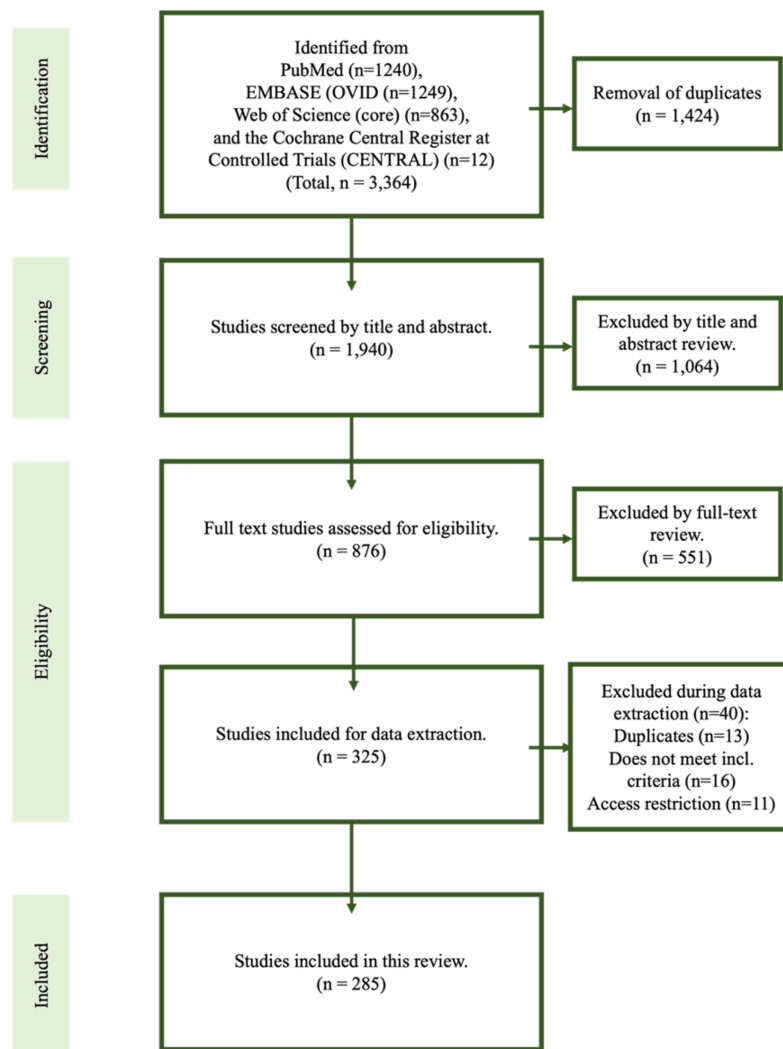 Identification
Identified from
PubMed (n=1240),
EMBASE (OVID (n=1249),
Web of Science (core) (n=863),
and the Cochrane Central Register at
Controlled Trials (CENTRAL) (n=12)
(Total, n = 3,364)
Removal of duplicates
(n = 1,424)
Screening
Studies screened by title and abstract.
(n = 1,940)
Excluded by title and
abstract review.
(n = 1,064)
Eligibility
Full text studies assessed for eligibility.
(n = 876)
Excluded by full-text
review.
(n = 551)
Studies included for data extraction.
(n = 325)
Excluded during data
extraction (n=40):
Duplicates (n=13)
Does not meet incl.
criteria (n=16)
Access restriction (n=11)
Included
Studies included in this review.
(n = 285)